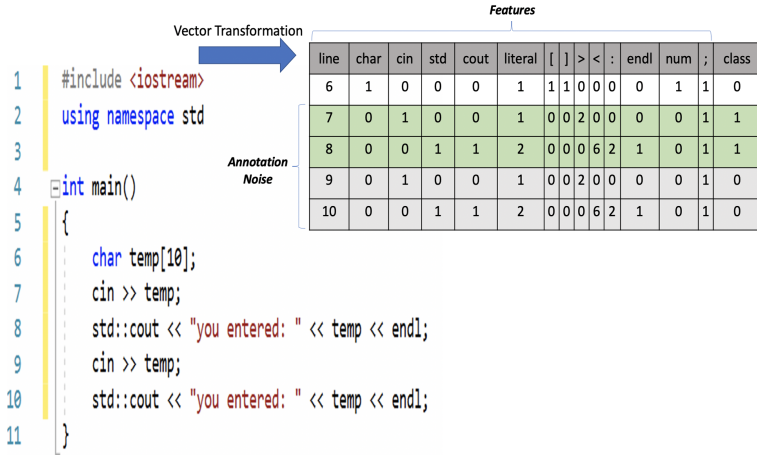 Features
Vector Transformation
line char cin std cout literal [ ] > < : endl num ; class
6 1 0 0 0 1 1 1 0 0 0 0 1 1 0
7 0 1 0 0 1 0 0 2 0 0 0 0 1 1
8 0 0 1 1 2 0 0 0 6 2 1 0 1 1
9 0 1 0 0 1 0 0 2 0 0 0 0 1 0
10 0 0 1 1 2 0 0 0 6 2 1 0 1 0
Annotation
Noise
1 #include <iostream>
2 using namespace std
3
4 int main()
5 {
6 char temp[10];
7 cin >> temp;
8 std::cout << "you entered: " << temp << endl;
9 cin >> temp;
10 std::cout << "you entered: " << temp << endl;
11 }